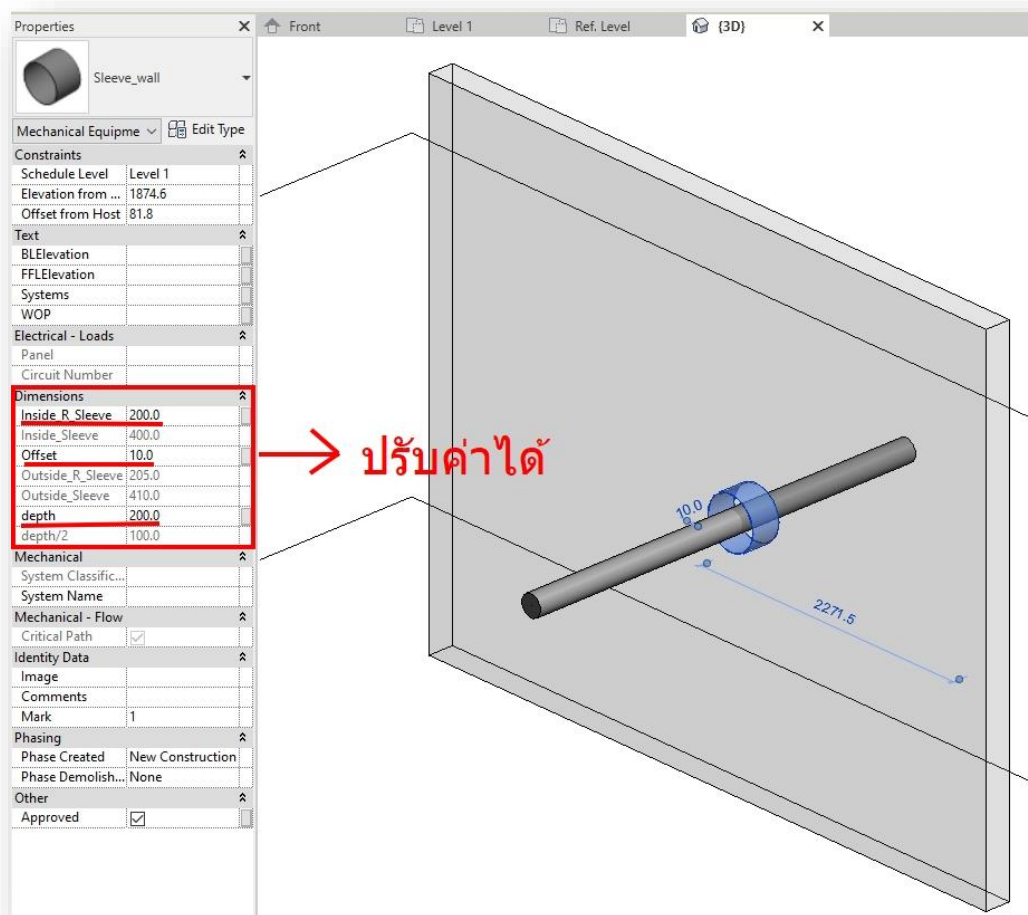 Properties
Front
Level 1
Ref. Level
{3D}
Sleeve_wall
Mechanical Equipme
Edit Type
Constraints
Schedule Level Level 1
Elevation from ... 1874.6
Offset from Host 81.8
Text
BLElevation
FFLElevation
Systems
WOP
Electrical - Loads
Panel
Circuit Number
Dimensions
Inside_R_Sleeve 200.0
Inside_Sleeve 400.0
Offset 10.0
Outside_R_Sleeve 205.0
Outside_Sleeve 410.0
depth 200.0
depth/2 100.0
Mechanical
System Classific...
System Name
Mechanical - Flow
Critical Path
Identity Data
Image
Comments
Mark 1
Phasing
Phase Created New Construction
Phase Demolish... None
Other
Approved
ปรับค่าได้
10.0
2271.5